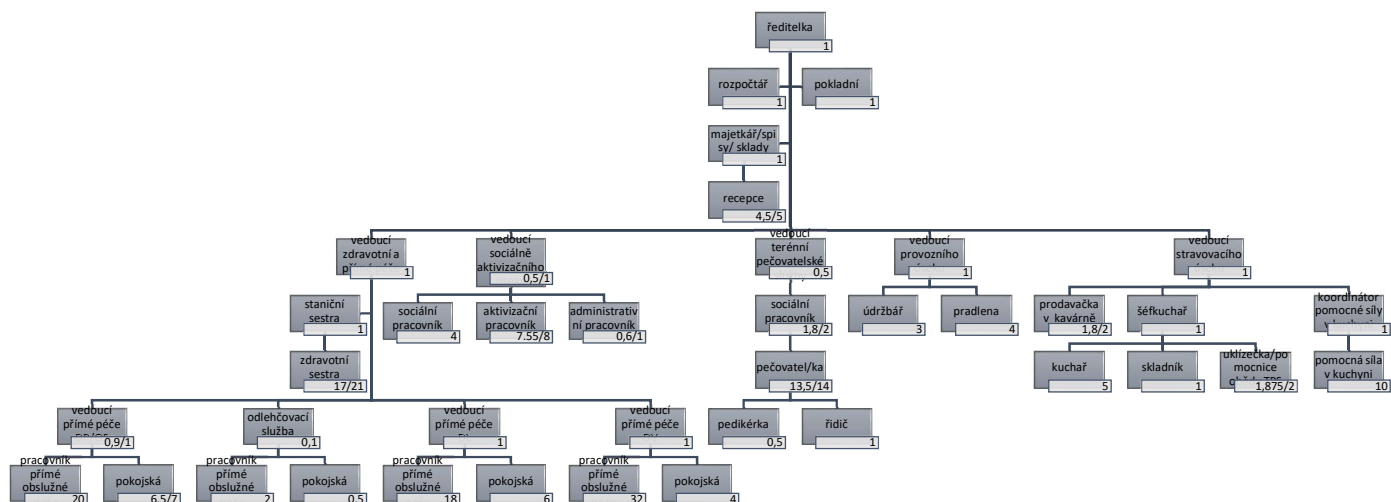 ředitelka
1
rozpočtář
1
pokladní
1
majetkář/spi
sy/ sklady
1
recepce
4,5/5
vedoucí
zdravotní a
1
vedoucí
sociálně
aktivizačního
0,5/1
vedoucí
terénní
pečovatelské
0,5
vedoucí
provozního
1
vedoucí
stravovacího
1
staniční
sestra
1
zdravotní
sestra
17/21
sociální
pracovník
4
aktivizační
pracovník
7.55/8
administrativ
ní pracovník
0,6/1
sociální
pracovník
1,8/2
pečovatel/ka
13,5/14
pedikérka
0,5
řidič
1
údržbář
3
pradlena
4
prodavačka
v kavárně
1,8/2
šéfkuchař
1
koordinátor
pomocné síly
v kuchyni
1
kuchař
5
skladník
1
uklízečka/po
mocnice
1,875/2
pomocná síla
v kuchyni
10
vedoucí
přímé péče
0,9/1
odlehčovací
služba
0,1
vedoucí
přímé péče
1
vedoucí
přímé péče
1
pracovník
přímé
obslužné
20
pokojská
6,5/7
pracovník
přímé
obslužné
2
pokojská
0,5
pracovník
přímé
obslužné
18
pokojská
6
pracovník
přímé
obslužné
32
pokojská
4